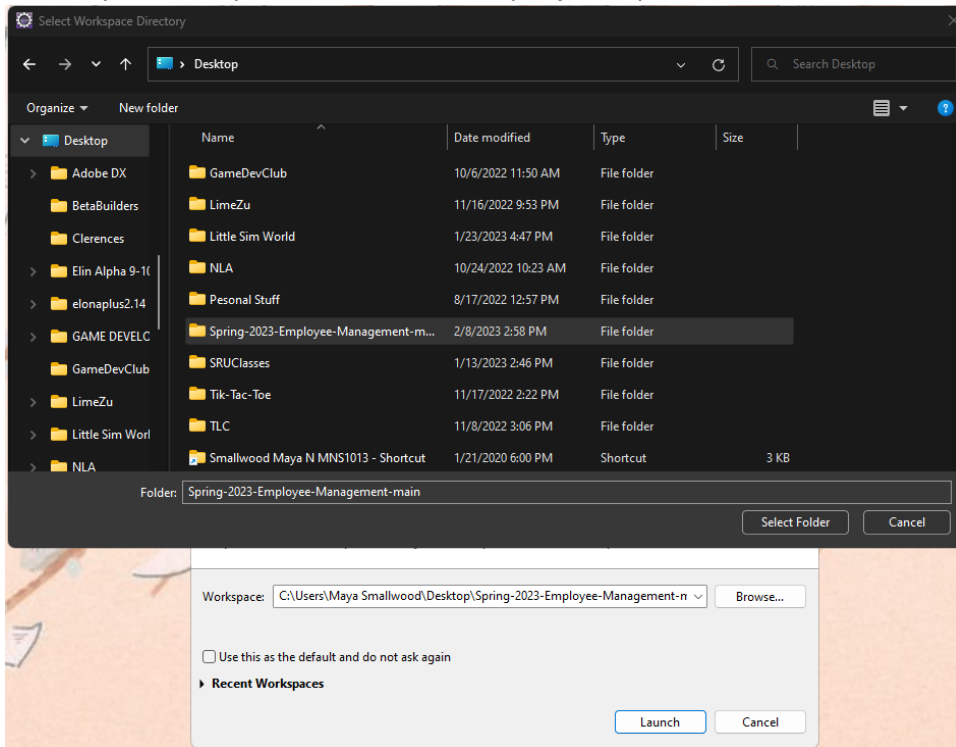 Select Workspace Directory
Desktop
Search Desktop
Organize
New folder
Name
Date modified
Type
Size
Desktop
Adobe DX
BetaBuilders
Clerences
Elin Alpha 9-1(
elonaplus2.14
GAME DEVELC
GameDevClub
LimeZu
Little Sim Worl
NLA
GameDevClub 10/6/2022 11:50 AM File folder
LimeZu 11/16/2022 9:53 PM File folder
Little Sim World 1/23/2023 4:47 PM File folder
NLA 10/24/2022 10:23 AM File folder
Pesonal Stuff 8/17/2022 12:57 PM File folder
Spring-2023-Employee-Management-m... 2/8/2023 2:58 PM File folder
SRUClasses 1/13/2023 2:46 PM File folder
Tik-Tac-Toe 11/17/2022 2:22 PM File folder
TLC 11/8/2022 3:06 PM File folder
Smallwood Maya N MNS1013 - Shortcut 1/21/2020 6:00 PM Shortcut 3 KB
Folder: Spring-2023-Employee-Management-main
Select Folder
Cancel
Workspace: C:\Users\Maya Smallwood\Desktop\Spring-2023-Employee-Management-n
Browse...
Use this as the default and do not ask again
Recent Workspaces
Launch
Cancel